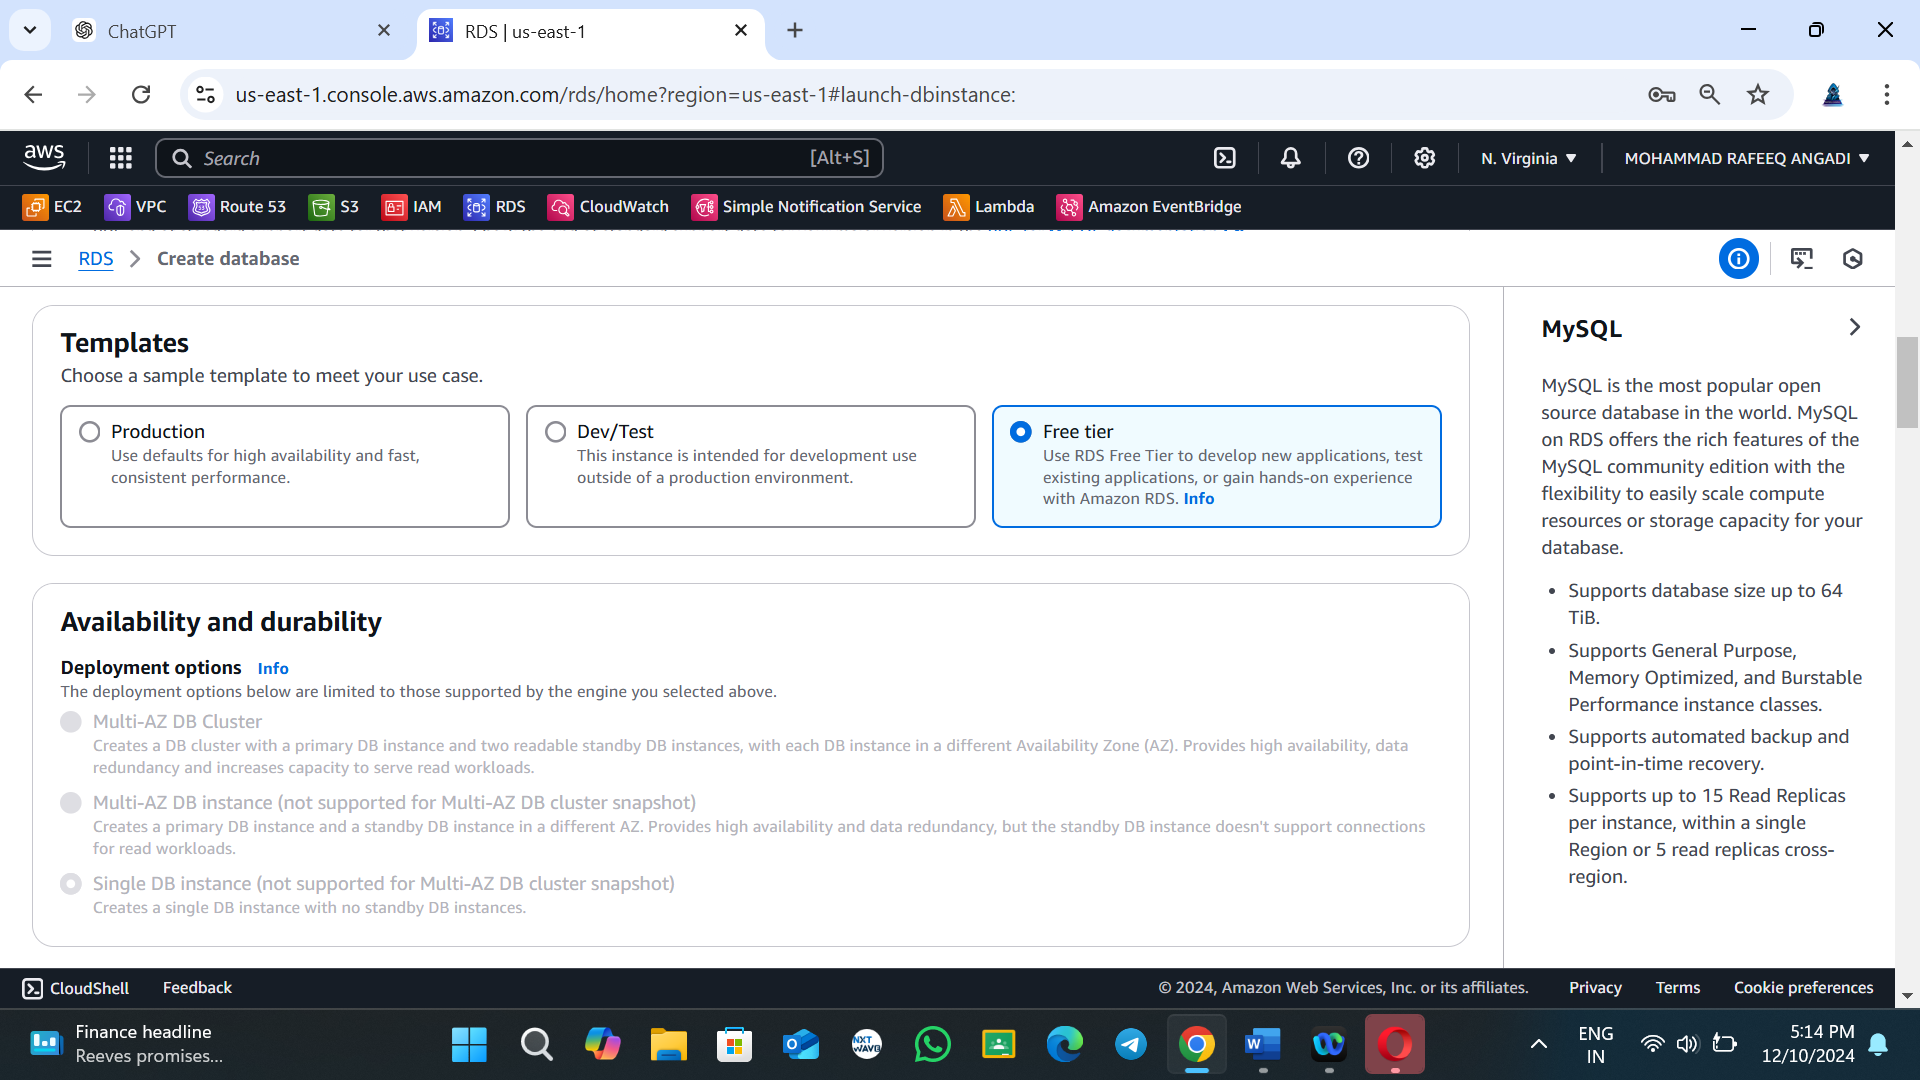 ChatGPT
RDS | us-east-1
us-east-1.console.aws.amazon.com/rds/home?region=us-east-1#launch-dbinstance:
aws
Search
[Alt+S]
N. Virginia
MOHAMMAD RAFEEQ ANGADI
EC2
VPC
Route 53
S3
IAM
RDS
CloudWatch
Simple Notification Service
Lambda
Amazon EventBridge
RDS
Create database
Templates
Choose a sample template to meet your use case.
Production
Use defaults for high availability and fast,
consistent performance.
Dev/Test
This instance is intended for development use
outside of a production environment.
Free tier
Use RDS Free Tier to develop new applications, test
existing applications, or gain hands-on experience
with Amazon RDS. Info
Availability and durability
Deployment options Info
The deployment options below are limited to those supported by the engine you selected above.
Multi-AZ DB Cluster
Creates a DB cluster with a primary DB instance and two readable standby DB instances, with each DB instance in a different Availability Zone (AZ). Provides high availability, data
redundancy and increases capacity to serve read workloads.
Multi-AZ DB instance (not supported for Multi-AZ DB cluster snapshot)
Creates a primary DB instance and a standby DB instance in a different AZ. Provides high availability and data redundancy, but the standby DB instance doesn't support connections
for read workloads.
Single DB instance (not supported for Multi-AZ DB cluster snapshot)
Creates a single DB instance with no standby DB instances.
MySQL
MySQL is the most popular open
source database in the world. MySQL
on RDS offers the rich features of the
MySQL community edition with the
flexibility to easily scale compute
resources or storage capacity for your
database.
• Supports database size up to 64
TiB.
• Supports General Purpose,
Memory Optimized, and Burstable
Performance instance classes.
• Supports automated backup and
point-in-time recovery.
• Supports up to 15 Read Replicas
per instance, within a single
Region or 5 read replicas cross-
region.
CloudShell
Feedback
© 2024, Amazon Web Services, Inc. or its affiliates.
Privacy
Terms
Cookie preferences
Finance headline
Reeves promises...
NXT
WAVE
W
ENG
IN
5:14 PM
12/10/2024